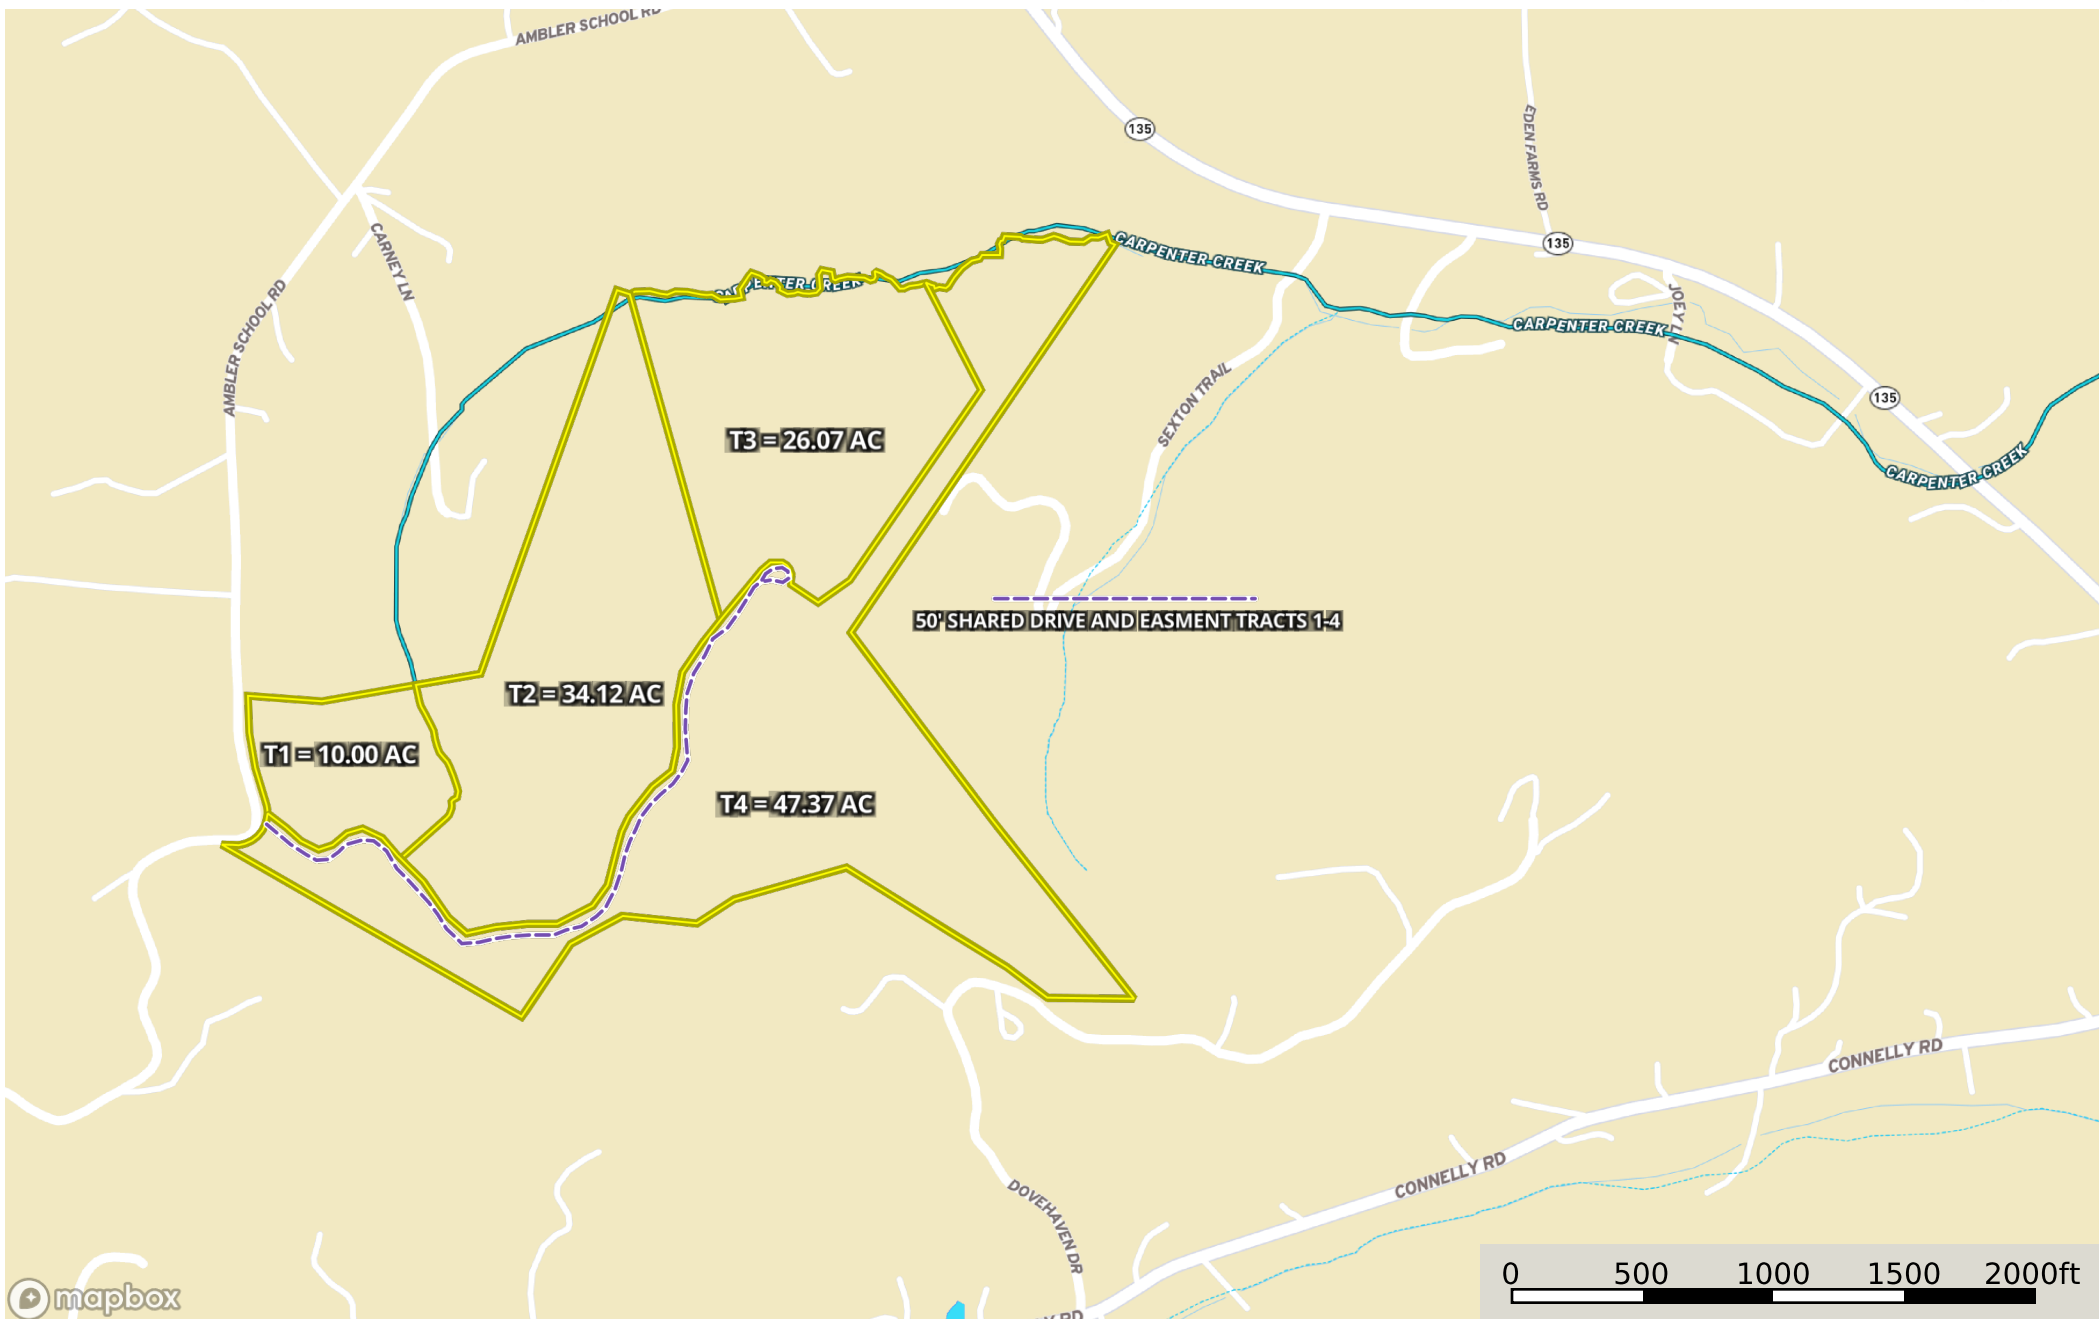 AMBLER SCHOOL RD
135
EDEN FARMS RD
CARNEY LN
CARPENTER CREEK
135
CARPENTER CREEK
AMBLER SCHOOL RD
JOEY LN
CARPENTER CREEK
SEXTON TRAIL
135
T3 = 26.07 AC
CARPENTER CREEK
50' SHARED DRIVE AND EASMENT TRACTS 1-4
T2 = 34.12 AC
T1 = 10.00 AC
T4 = 47.37 AC
CONNELLY RD
CONNELLY RD
DOVEHAVEN DR
0 500 1000 1500 2000ft
mapbox
Y RD